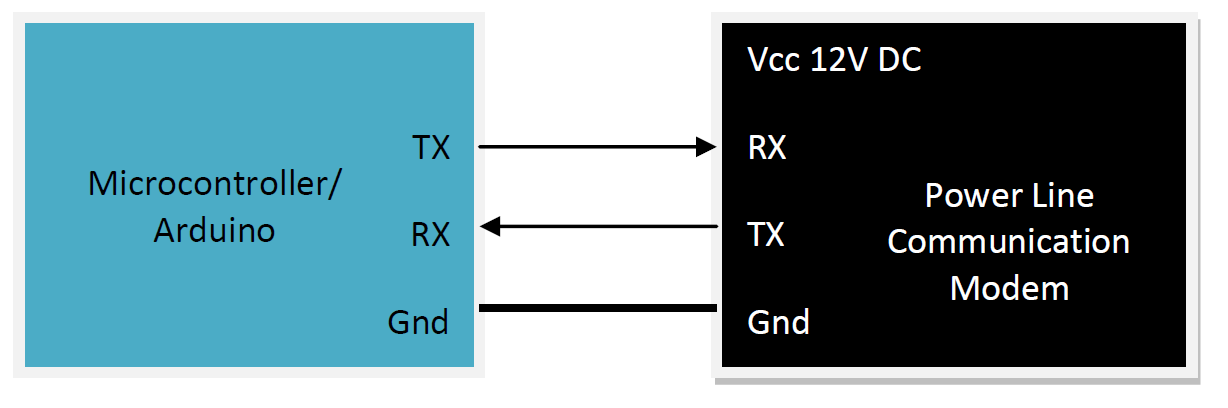 TX
Microcontroller/
Arduino
RX
Gnd
Vcc 12V DC
RX
Power Line
Communication
Modem
TX
Gnd